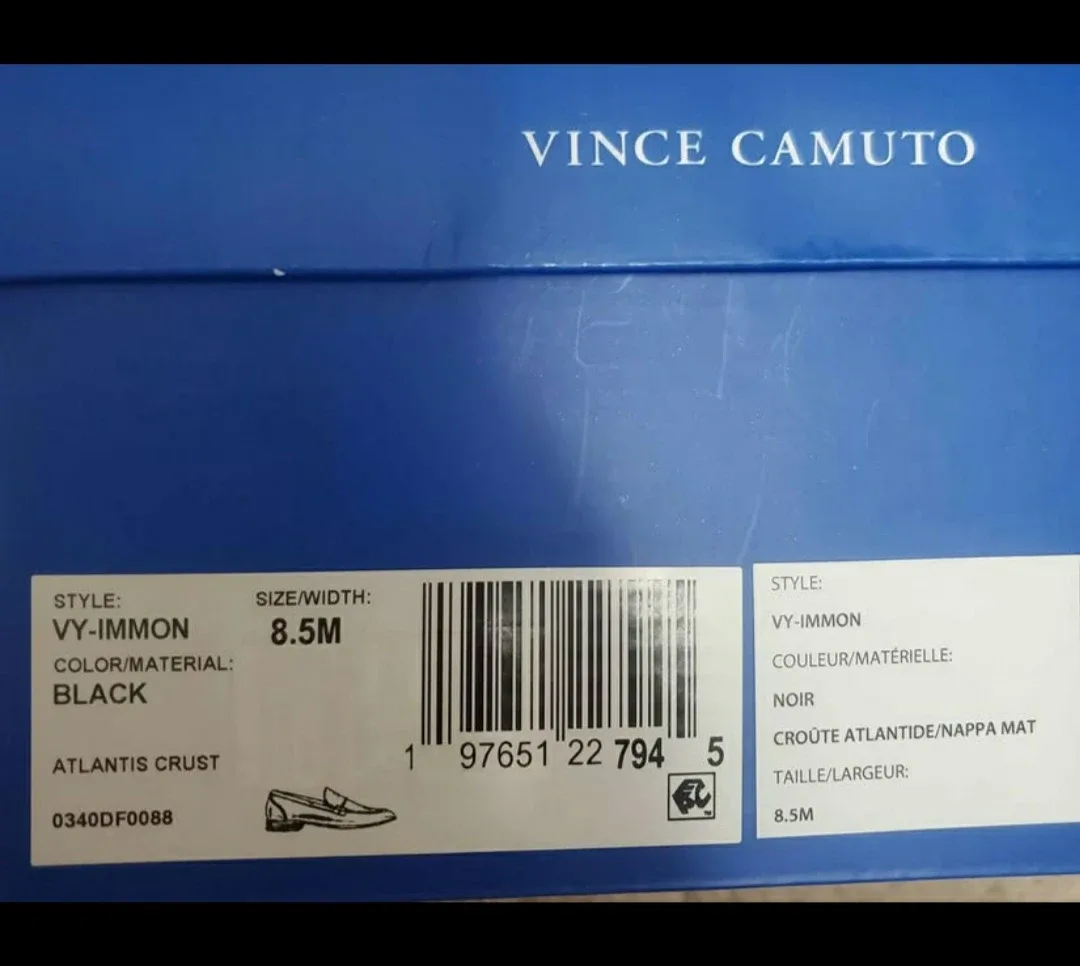 VINCE CAMUTO
STYLE:
VY-IMMON
SIZE/WIDTH:
8.5M
COLOR/MATERIAL:
BLACK
ATLANTIS CRUST
0340DF0088
1 97651 22 794 5
STYLE:
VY-IMMON
COULEUR/MATÉRIELLE:
NOIR
CROÛTE ATLANTIDE/NAPPA MAT
TAILLE/LARGEUR:
8.5M